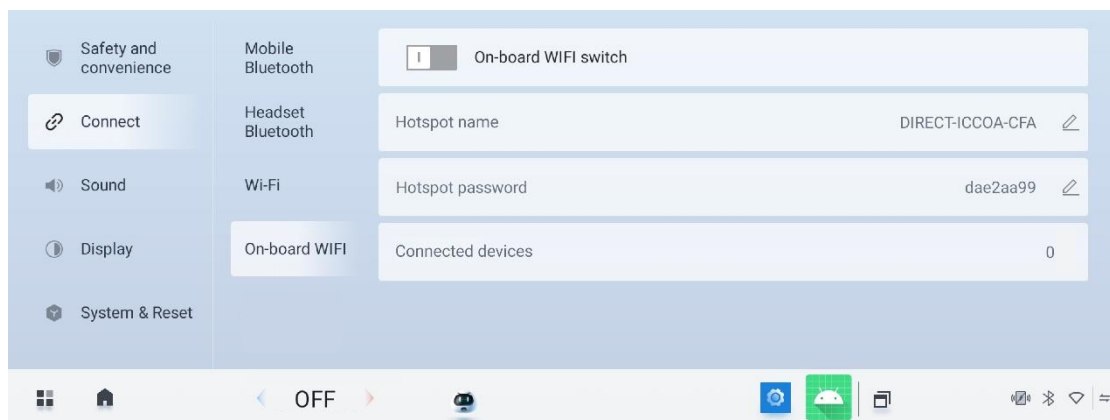 Safety and
convenience
Connect
Sound
Display
System & Reset
Mobile
Bluetooth
Headset
Bluetooth
Wi-Fi
On-board WIFI
On-board WIFI switch
Hotspot name DIRECT-ICCOA-CFA
Hotspot password dae2aa99
Connected devices 0
OFF